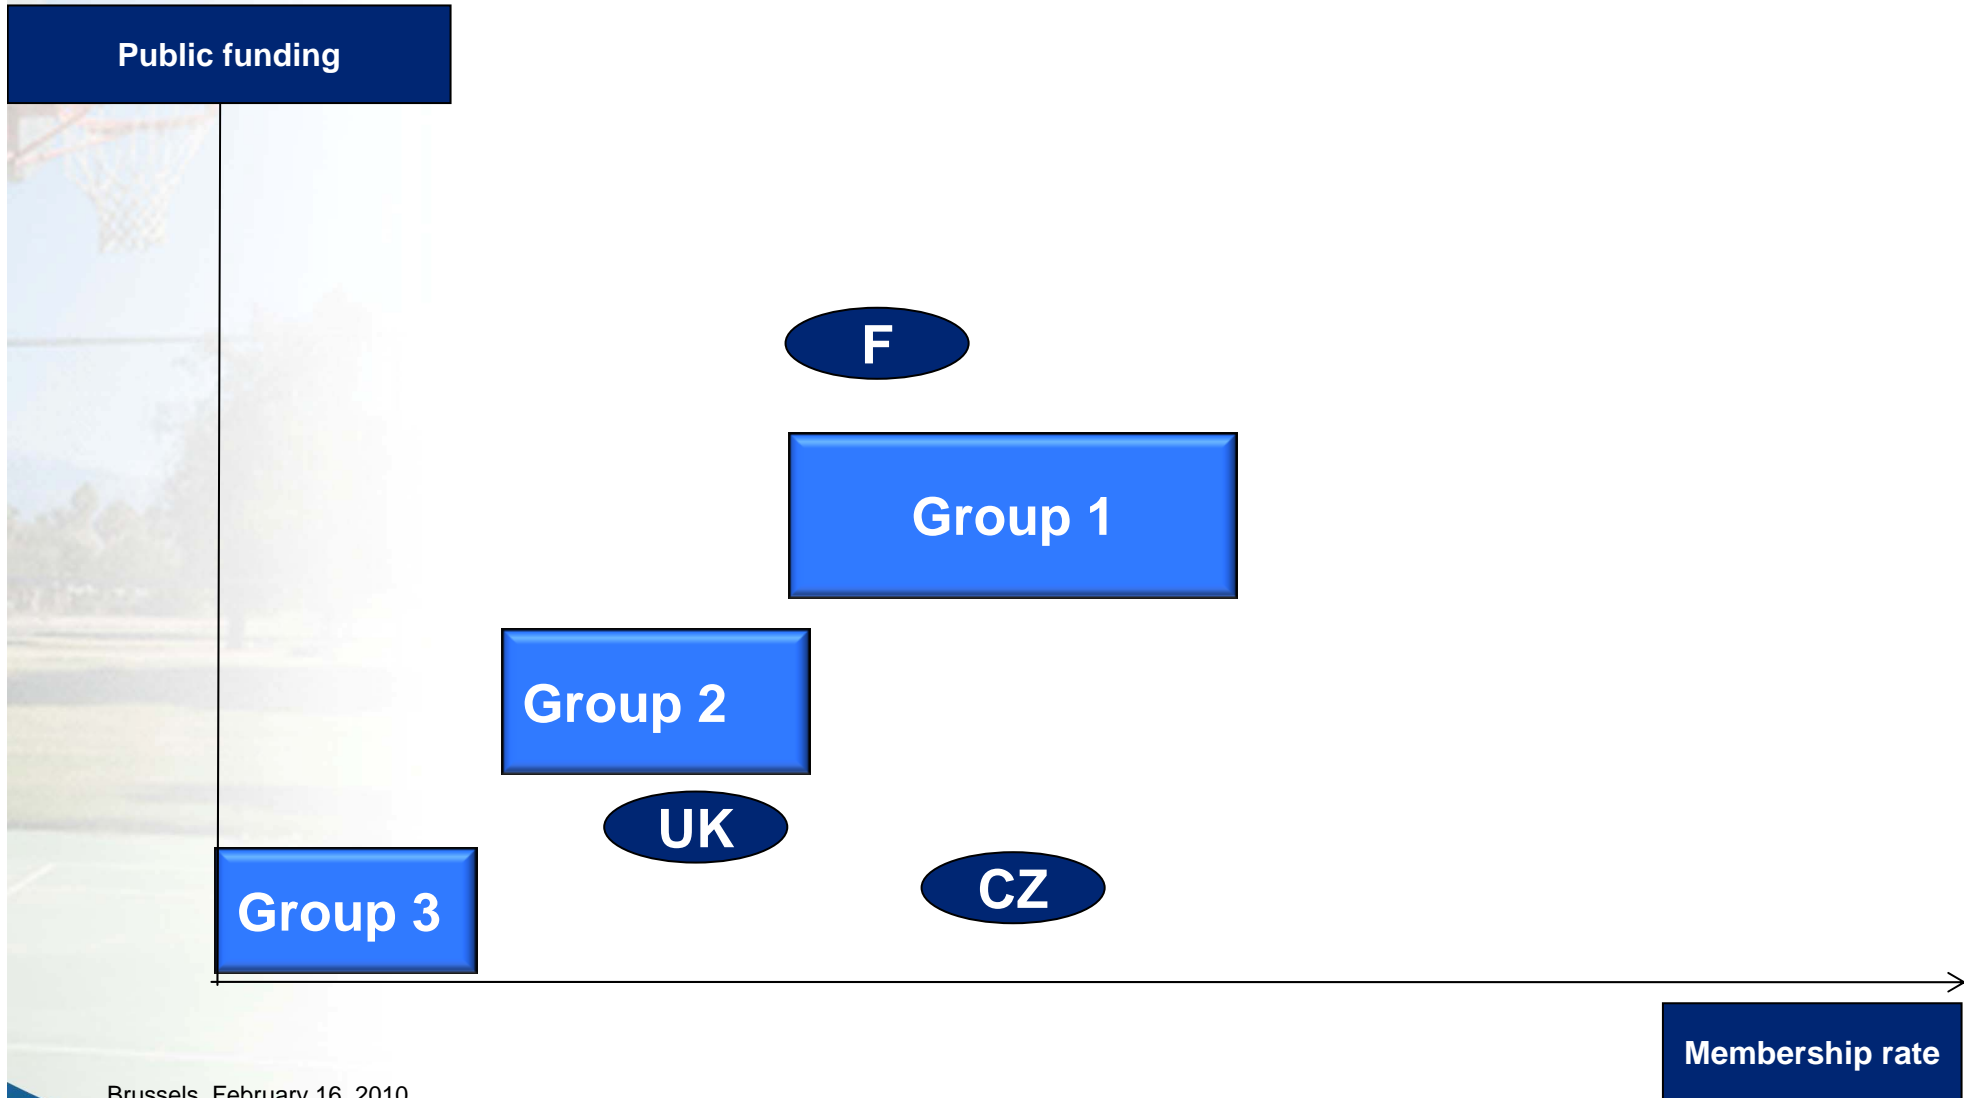 Public funding
F
Group 1
Group 2
UK
CZ
Group 3
Membership rate
Brussels, February 16, 2010